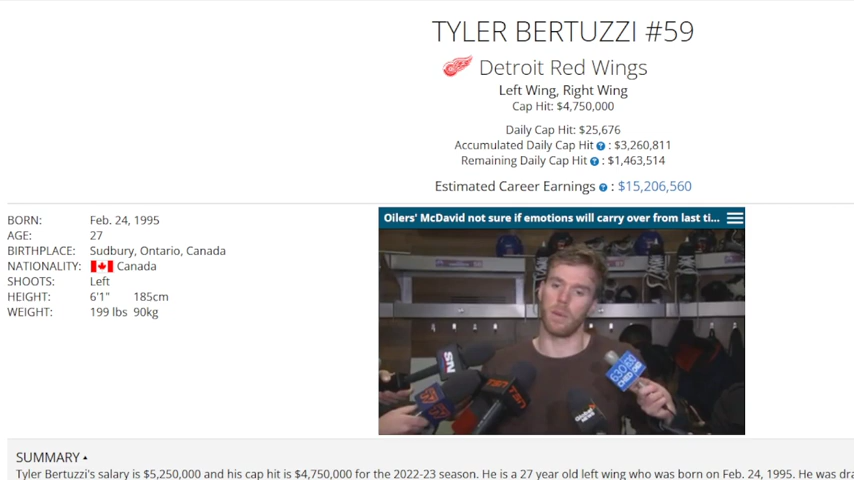 TYLER BERTUZZI #59
Detroit Red Wings
Left Wing, Right Wing
Cap Hit: $4,750,000
Daily Cap Hit: $25,676
Accumulated Daily Cap Hit ? : $3,260,811
Remaining Daily Cap Hit ? : $1,463,514
Estimated Career Earnings ? : $15,206,560
BORN: Feb. 24, 1995
AGE: 27
BIRTHPLACE: Sudbury, Ontario, Canada
NATIONALITY: Canada
SHOOTS: Left
HEIGHT: 6'1" 185cm
WEIGHT: 199 lbs 90kg
Oilers' McDavid not sure if emotions will carry over from last ti...
SN
630 CHED
SUMMARY
Tyler Bertuzzi's salary is $5,250,000 and his cap hit is $4,750,000 for the 2022-23 season. He is a 27 year old left wing who was born on Feb. 24, 1995. He was dra